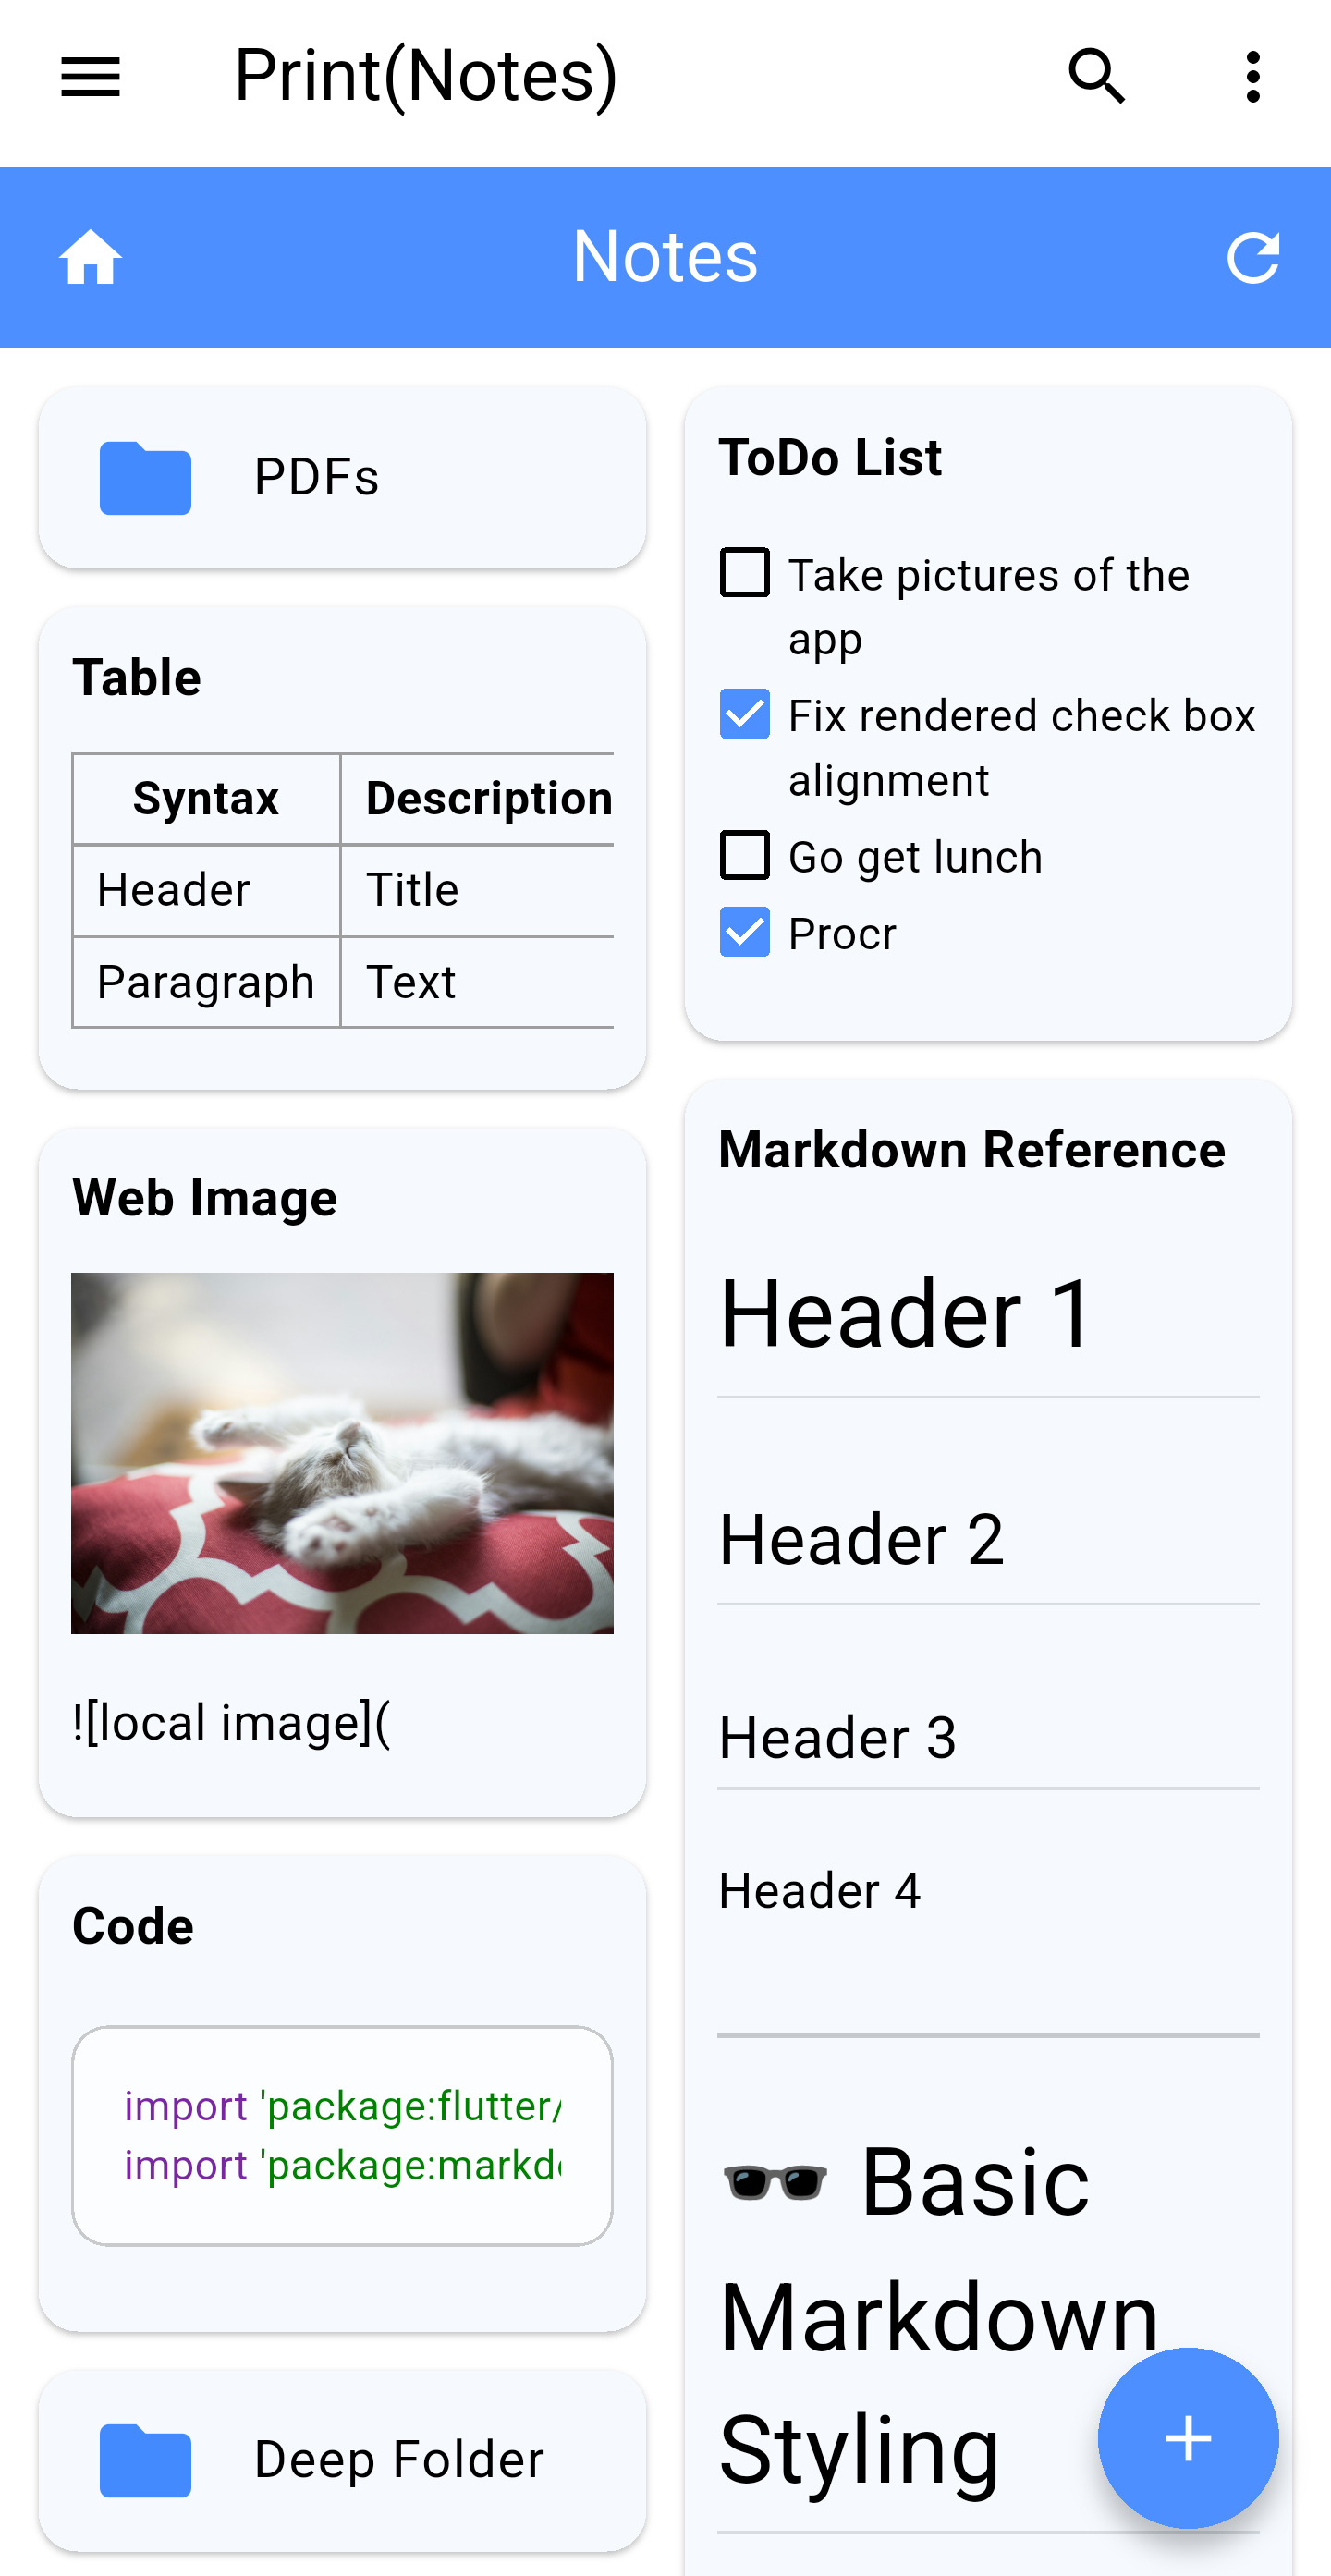 Print(Notes)
Notes
PDFs
Table
Syntax Description
Header Title
Paragraph Text
Web Image
![local image](
Code
import 'package:flutter/
import 'package:markd
Deep Folder
ToDo List
Take pictures of the
app
Fix rendered check box
alignment
Go get lunch
Procr
Markdown Reference
Header 1
Header 2
Header 3
Header 4
🕶️ Basic
Markdown
Styling